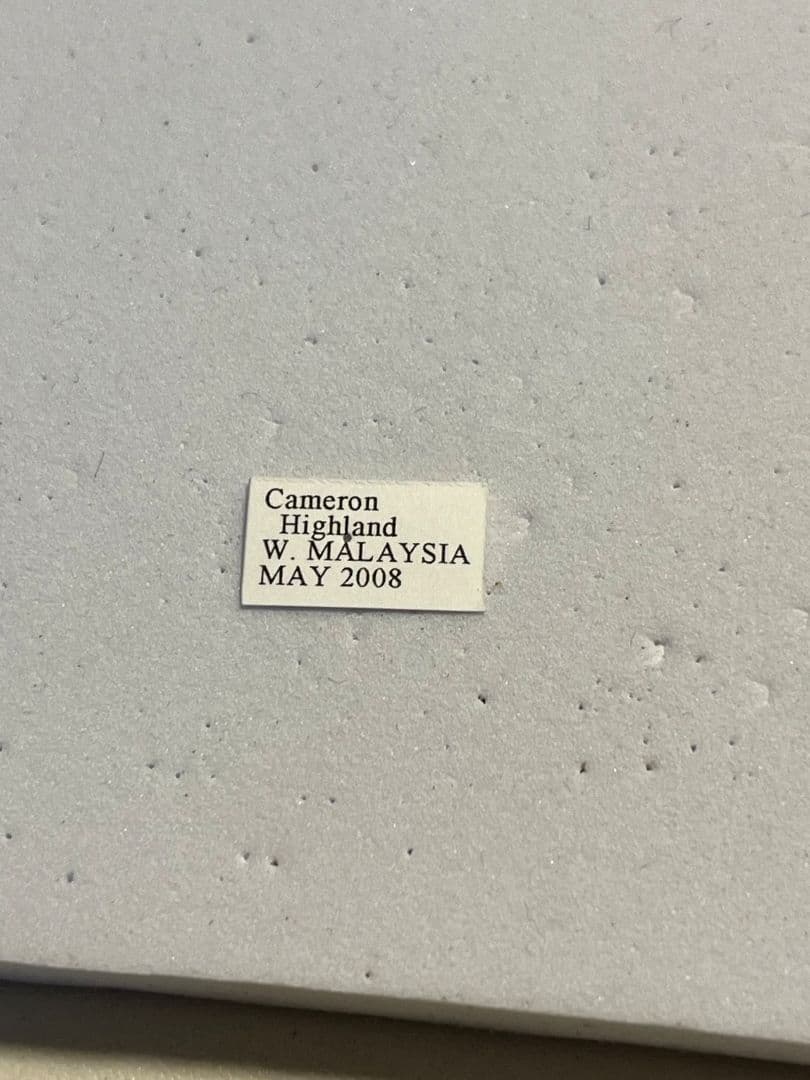 Cameron
Highland
W. MALAYSIA
MAY 2008